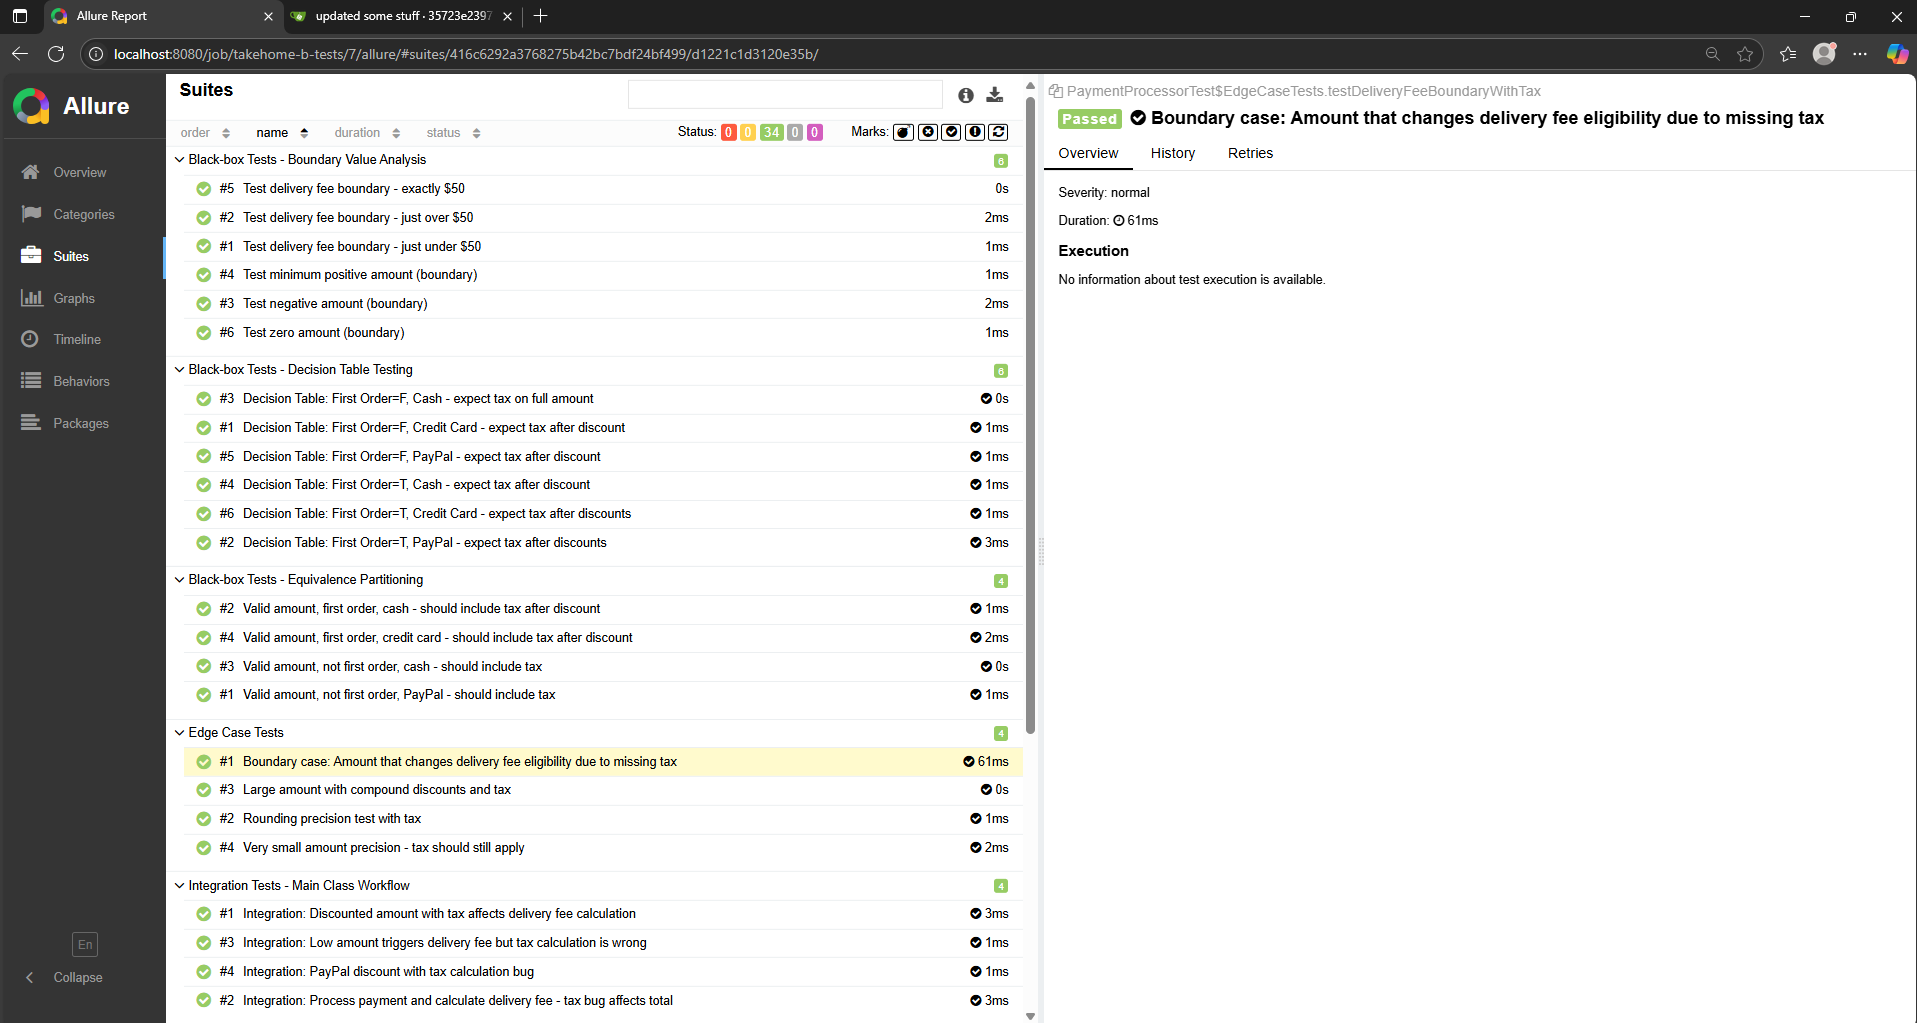 Allure Report
updated some stuff · 35723e2397
localhost:8080/job/takehome-b-tests/7/allure/#suites/416c6292a3768275b42bc7bdf24bf499/d1221c1d3120e35b/
Allure
Overview
Categories
Suites
Graphs
Timeline
Behaviors
Packages
En
Collapse
Suites
order name duration status Status: 0 0 34 0 0 Marks:
Black-box Tests - Boundary Value Analysis 6
#5 Test delivery fee boundary - exactly $50 0s
#2 Test delivery fee boundary - just over $50 2ms
#1 Test delivery fee boundary - just under $50 1ms
#4 Test minimum positive amount (boundary) 1ms
#3 Test negative amount (boundary) 2ms
#6 Test zero amount (boundary) 1ms
Black-box Tests - Decision Table Testing 6
#3 Decision Table: First Order=F, Cash - expect tax on full amount 0s
#1 Decision Table: First Order=F, Credit Card - expect tax after discount 1ms
#5 Decision Table: First Order=F, PayPal - expect tax after discount 1ms
#4 Decision Table: First Order=T, Cash - expect tax after discount 1ms
#6 Decision Table: First Order=T, Credit Card - expect tax after discounts 1ms
#2 Decision Table: First Order=T, PayPal - expect tax after discounts 3ms
Black-box Tests - Equivalence Partitioning 4
#2 Valid amount, first order, cash - should include tax after discount 1ms
#4 Valid amount, first order, credit card - should include tax after discount 2ms
#3 Valid amount, not first order, cash - should include tax 0s
#1 Valid amount, not first order, PayPal - should include tax 1ms
Edge Case Tests 4
#1 Boundary case: Amount that changes delivery fee eligibility due to missing tax 61ms
#3 Large amount with compound discounts and tax 0s
#2 Rounding precision test with tax 1ms
#4 Very small amount precision - tax should still apply 2ms
Integration Tests - Main Class Workflow 4
#1 Integration: Discounted amount with tax affects delivery fee calculation 3ms
#3 Integration: Low amount triggers delivery fee but tax calculation is wrong 1ms
#4 Integration: PayPal discount with tax calculation bug 1ms
#2 Integration: Process payment and calculate delivery fee - tax bug affects total 3ms
PaymentProcessorTest$EdgeCaseTests.testDeliveryFeeBoundaryWithTax
Passed Boundary case: Amount that changes delivery fee eligibility due to missing tax
Overview History Retries
Severity: normal
Duration: 61ms
Execution
No information about test execution is available.